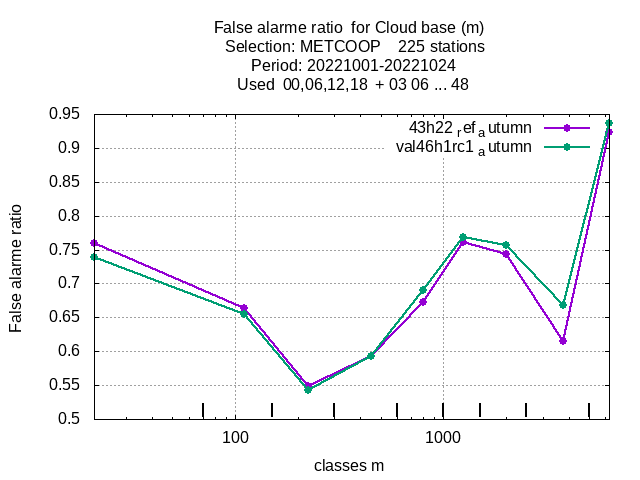 False alarme ratio for Cloud base (m)
Selection: METCOOP 225 stations
Period: 20221001-20221024
Used 00,06,12,18 + 03 06 ... 48
0.95
0.9
0.85
0.8
0.75
0.7
0.65
0.6
0.55
0.5
False alarme ratio
43h22 ref autumn
val46h1rc1 autumn
100
1000
classes m